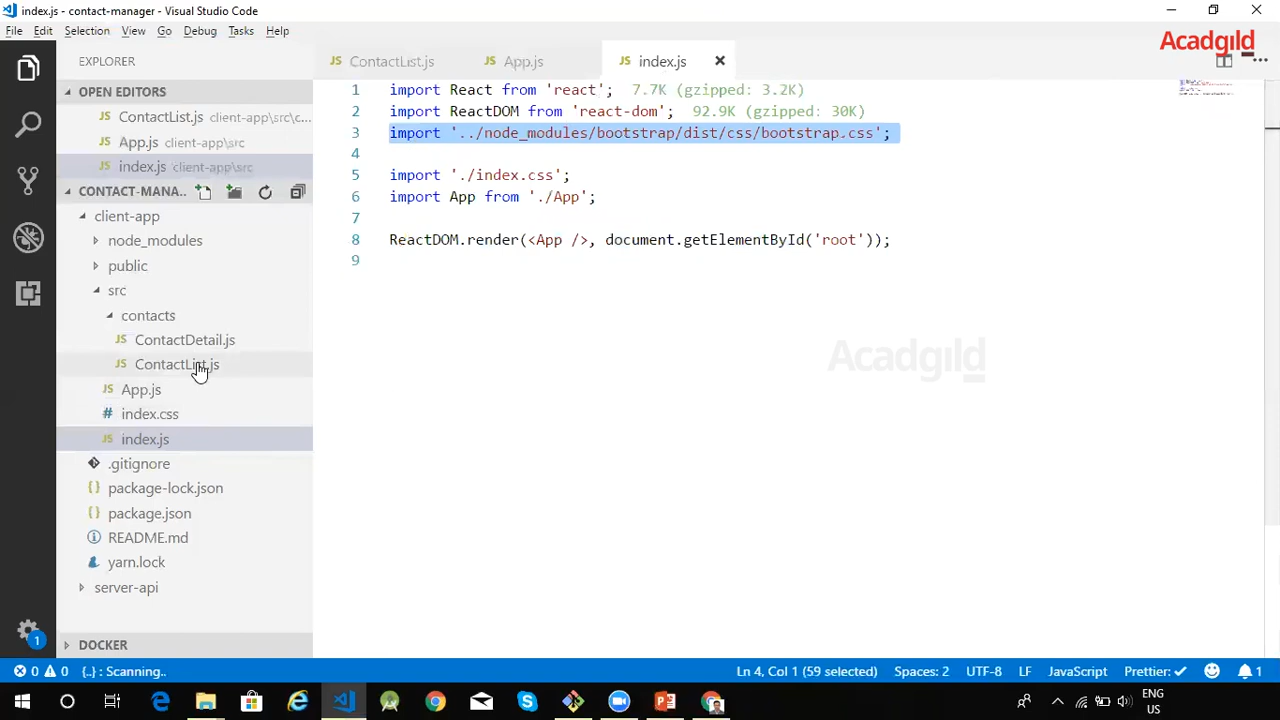 index.js - contact-manager - Visual Studio Code
File Edit Selection View Go Debug Tasks Help
Acadgild
EXPLORER
OPEN EDITORS
ContactList.js client-app\src\c...
App.js client-app\src
index.js client-app\src
CONTACT-MANA..
client-app
node_modules
public
src
contacts
ContactDetail.js
ContactList.js
App.js
index.css
index.js
.gitignore
package-lock.json
package.json
README.md
yarn.lock
server-api
DOCKER
ContactList.js App.js index.js
1 import React from 'react'; 7.7K (gzipped: 3.2K)
2 import ReactDOM from 'react-dom'; 92.9K (gzipped: 30K)
3 import '../node_modules/bootstrap/dist/css/bootstrap.css';
4
5 import './index.css';
6 import App from './App';
7
8 ReactDOM.render(<App />, document.getElementById('root'));
9
Acadgild
1
0 0 {..} : Scanning.. Ln 4, Col 1 (59 selected) Spaces: 2 UTF-8 LF JavaScript Prettier: ✓ 1
ENG
US